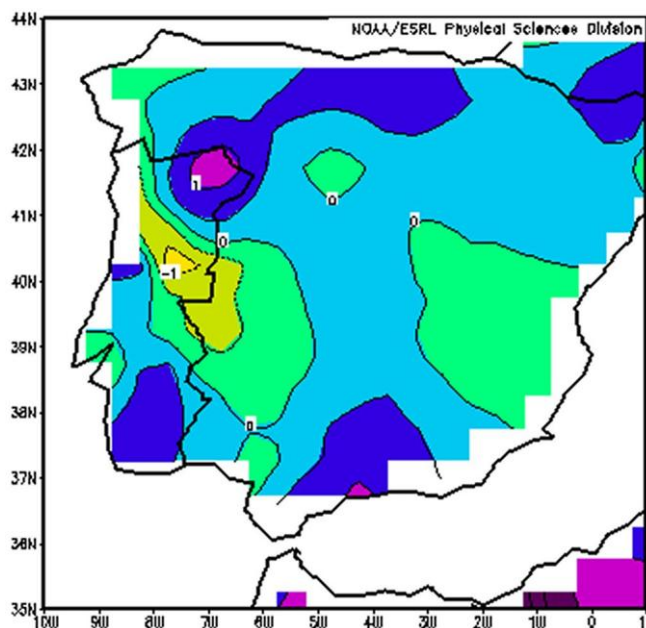 44N
NOAA/ESRL Physical Sciences Division
43N
42N
1
0
41N
0
0
-1
40N
39N
38N
0
37N
36N
35N
10W 9W 8W 7W 6W 5W 4W 3W 2W 1W 0